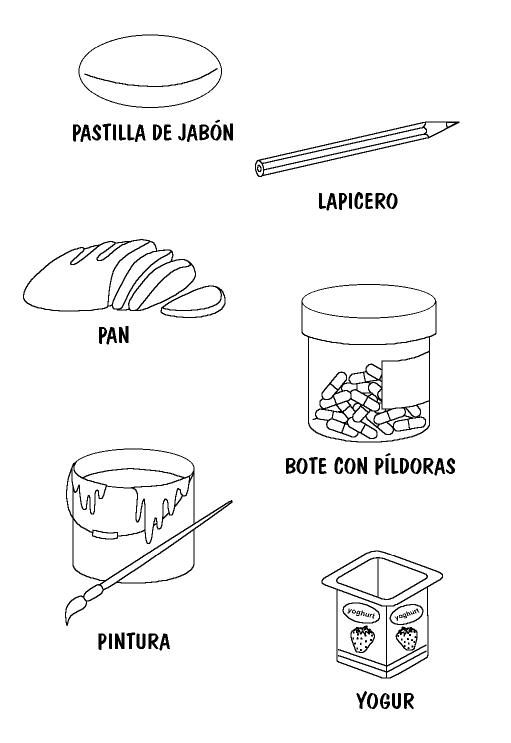 PASTILLA DE JABÓN
LAPICERO
PAN
BOTE CON PÍLDORAS
PINTURA
yoghurt yoghurt
YOGUR